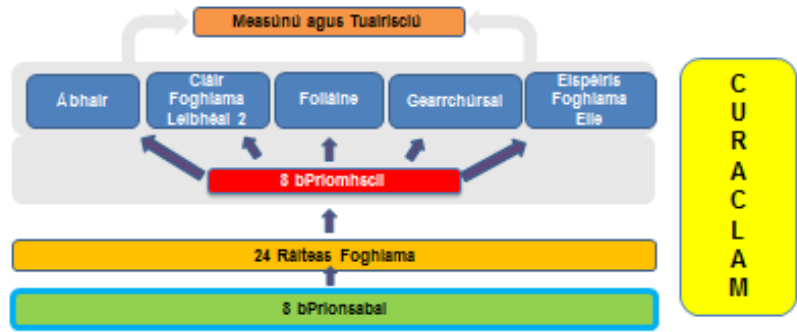 Measúnú agus Tuairisciú
Ábhair
Cláir
Foghlama
Leibhéal 2
Folláine
Gearrchúrsaí
Eispéiris
Foghlama
Eile
8 bPríomhscil
24 Ráiteas Foghlama
8 bPrionsabal
CURACLAM